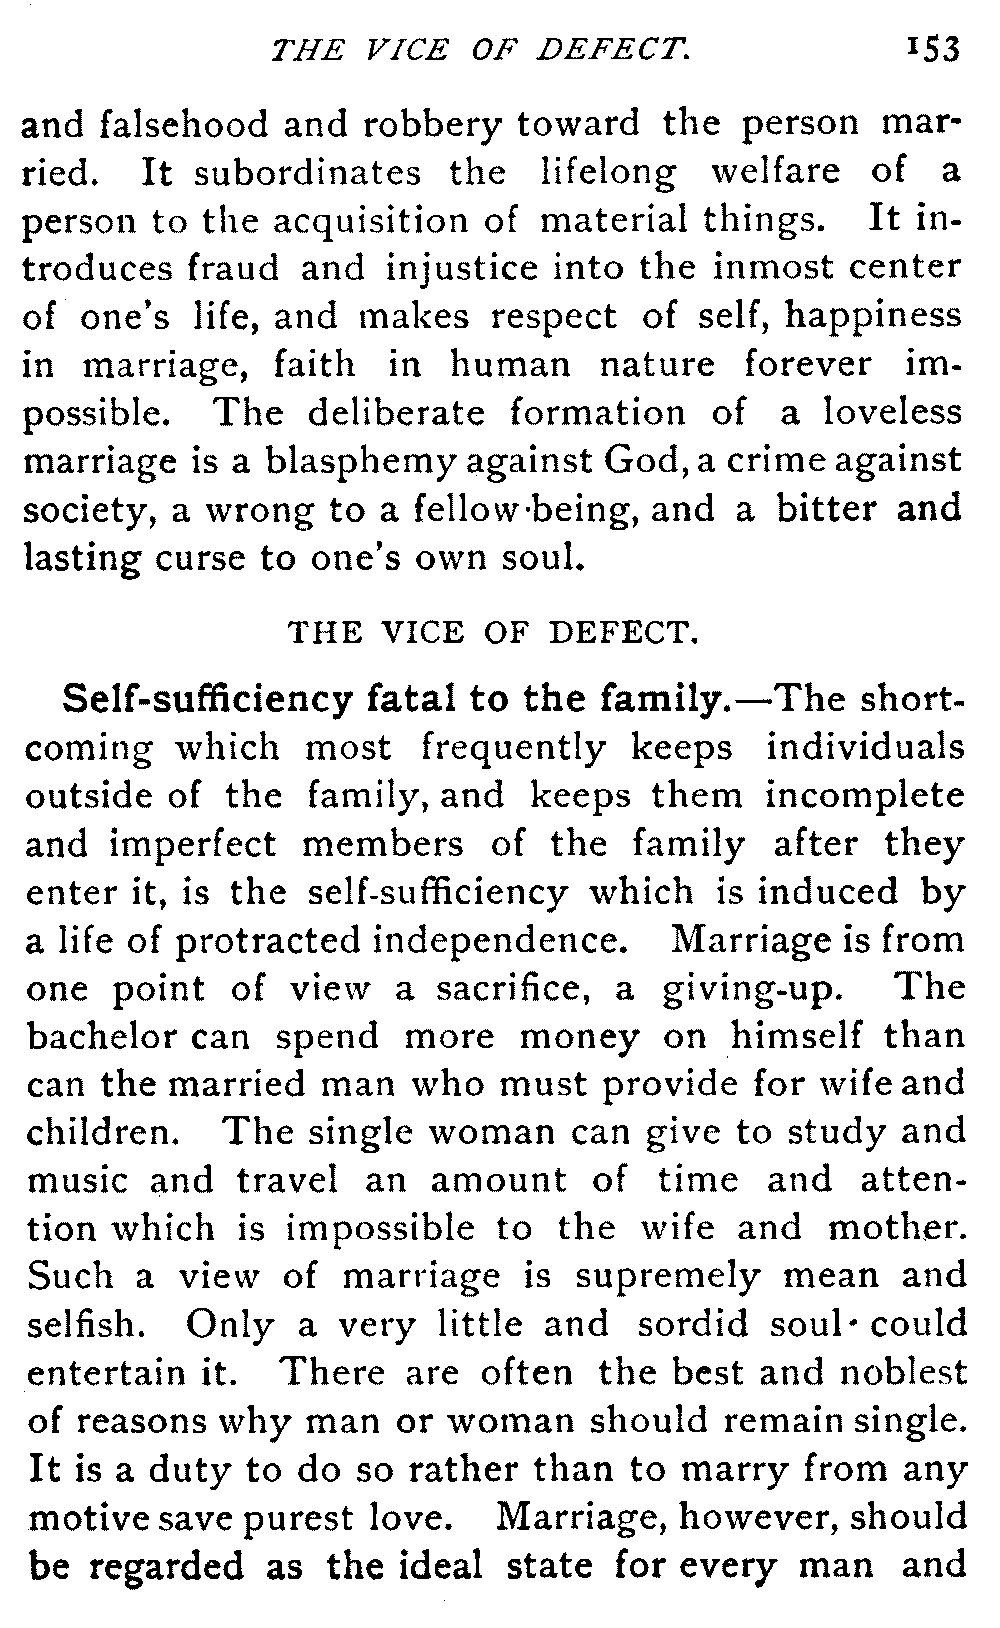 THE VICE OF DEFECT. 153
and falsehood and robbery toward the person mar-
ried. It subordinates the lifelong welfare of a
person to the acquisition of material things. It in-
troduces fraud and injustice into the inmost center
of one's life, and makes respect of self, happiness
in marriage, faith in human nature forever im-
possible. The deliberate formation of a loveless
marriage is a blasphemy against God, a crime against
society, a wrong to a fellow-being, and a bitter and
lasting curse to one's own soul.
THE VICE OF DEFECT.
Self-sufficiency fatal to the family.—The short-
coming which most frequently keeps individuals
outside of the family, and keeps them incomplete
and imperfect members of the family after they
enter it, is the self-sufficiency which is induced by
a life of protracted independence. Marriage is from
one point of view a sacrifice, a giving-up. The
bachelor can spend more money on himself than
can the married man who must provide for wife and
children. The single woman can give to study and
music and travel an amount of time and atten-
tion which is impossible to the wife and mother.
Such a view of marriage is supremely mean and
selfish. Only a very little and sordid soul could
entertain it. There are often the best and noblest
of reasons why man or woman should remain single.
It is a duty to do so rather than to marry from any
motive save purest love. Marriage, however, should
be regarded as the ideal state for every man and